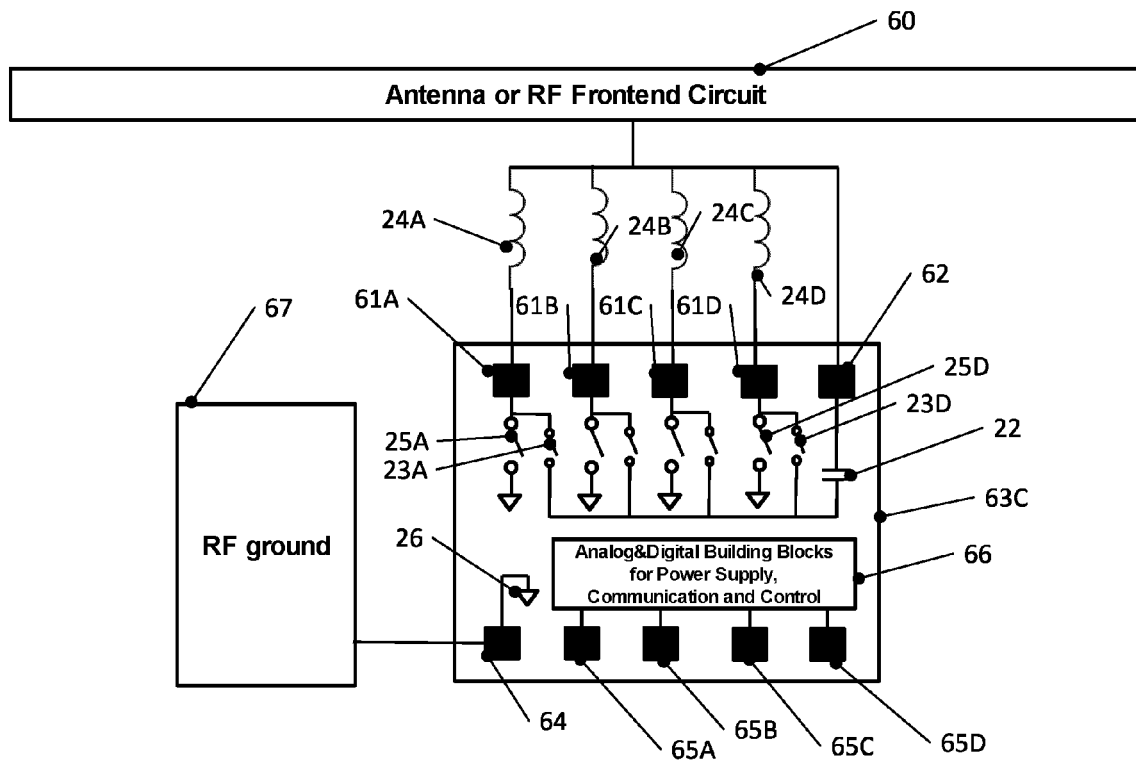 60
Antenna or RF Frontend Circuit
24A
24B
24C
24D
62
67
61A
61B
61C
61D
25D
23D
25A
23A
22
63C
RF ground
26
Analog&Digital Building Blocks
for Power Supply,
Communication and Control
66
64
65A
65B
65C
65D